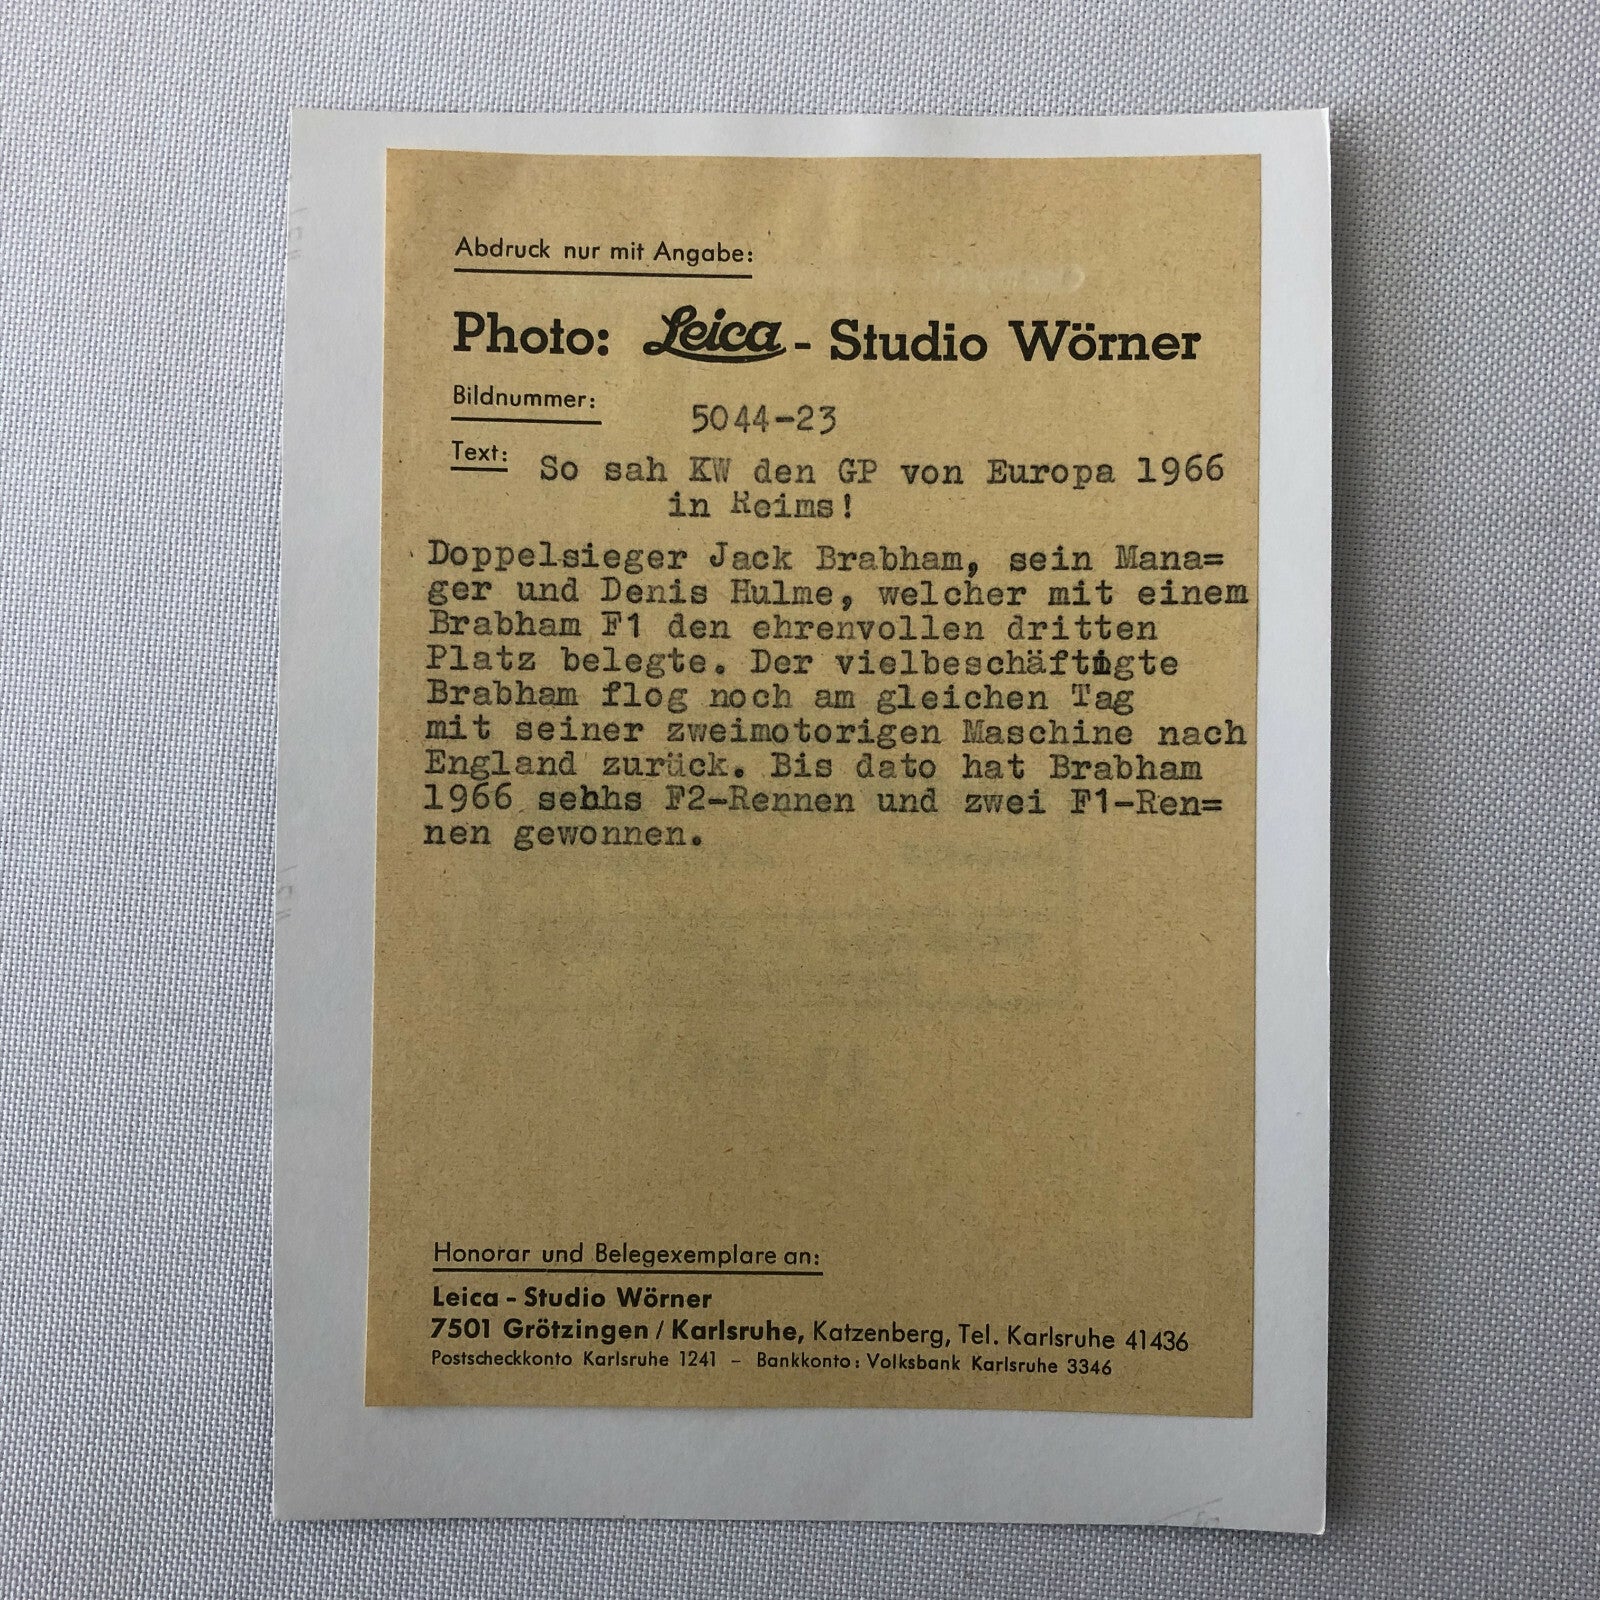 Abdruck nur mit Angabe:
Photo: Leica - Studio Wörner
Bildnummer:
5044-23
Text: So sah KW den GP von Europa 1966
in Reims!
Doppelsieger Jack Brabham, sein Mana=
ger und Denis Hulme, welcher mit einem
Brabham F1 den ehrenvollen dritten
Platz belegte. Der vielbeschäftigte
Brabham flog noch am gleichen Tag
mit seiner zweimotorigen Maschine nach
England zurück. Bis dato hat Brabham
1966 sehhs F2-Rennen und zwei F1-Ren=
nen gewonnen.
Honorar und Belegexemplare an:
Leica - Studio Wörner
7501 Grötzingen / Karlsruhe, Katzenberg, Tel. Karlsruhe 41436
Postscheckkonto Karlsruhe 1241 - Bankkonto: Volksbank Karlsruhe 3346